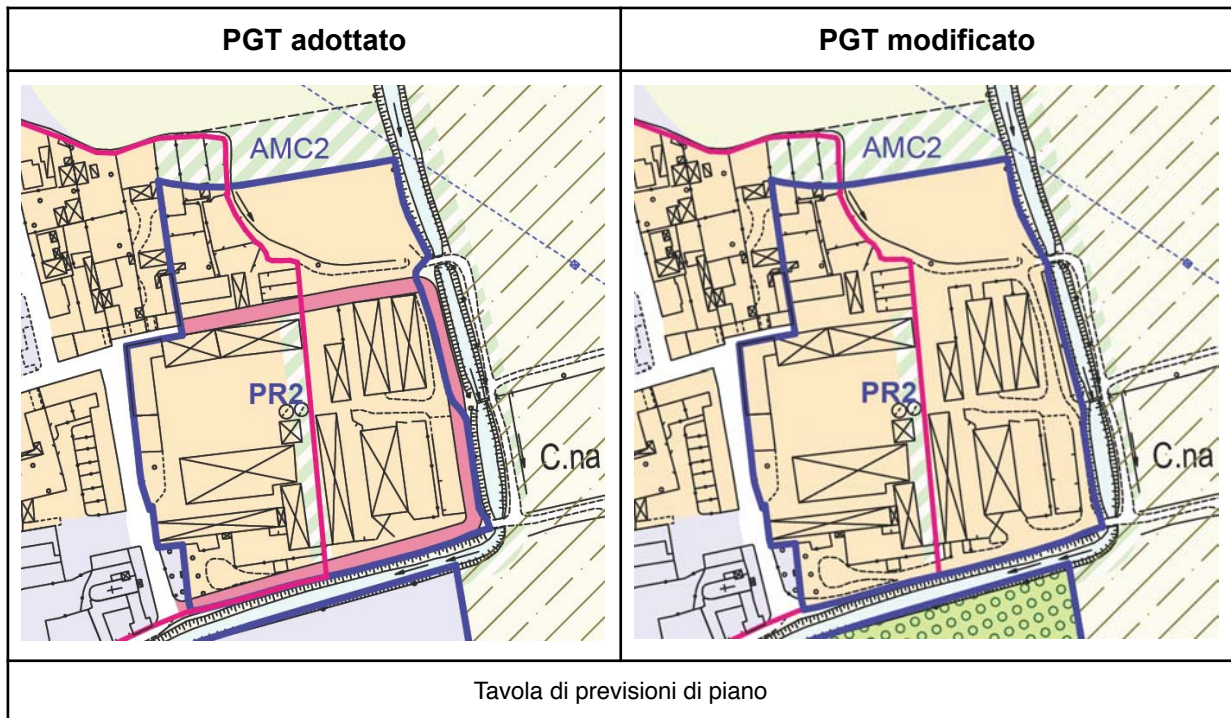 PGT adottato
PGT modificato
AMC2
PR2
C.na
AMC2
PR2
C.na
Tavola di previsioni di piano